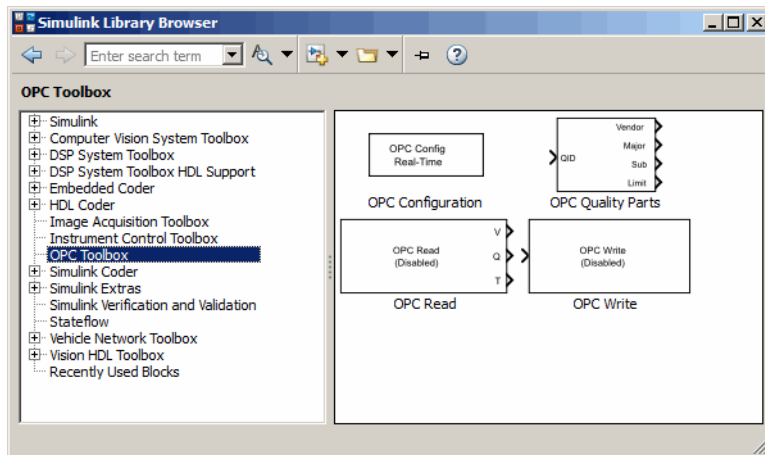 Simulink Library Browser
Enter search term
OPC Toolbox
Simulink
Computer Vision System Toolbox
DSP System Toolbox
DSP System Toolbox HDL Support
Embedded Coder
HDL Coder
Image Acquisition Toolbox
Instrument Control Toolbox
OPC Toolbox
Simulink Coder
Simulink Extras
Simulink Verification and Validation
Stateflow
Vehicle Network Toolbox
Vision HDL Toolbox
Recently Used Blocks
OPC Config
Real-Time
OPC Configuration
QID
Vendor
Major
Sub
Limit
OPC Quality Parts
OPC Read
(Disabled)
V
Q
T
OPC Read
OPC Write
(Disabled)
OPC Write